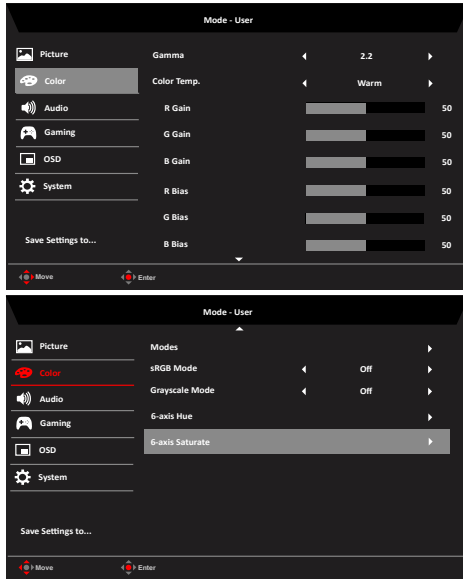 Mode - User
Picture
Gamma 2.2
Color
Color Temp. Warm
Audio
R Gain 50
Gaming
G Gain 50
OSD
B Gain 50
System
R Bias 50
G Bias 50
Save Settings to...
B Bias 50
Move Enter
Mode - User
Picture
Modes
Color
sRGB Mode Off
Audio
Grayscale Mode Off
Gaming
6-axis Hue
OSD
6-axis Saturate
System
Save Settings to...
Move Enter